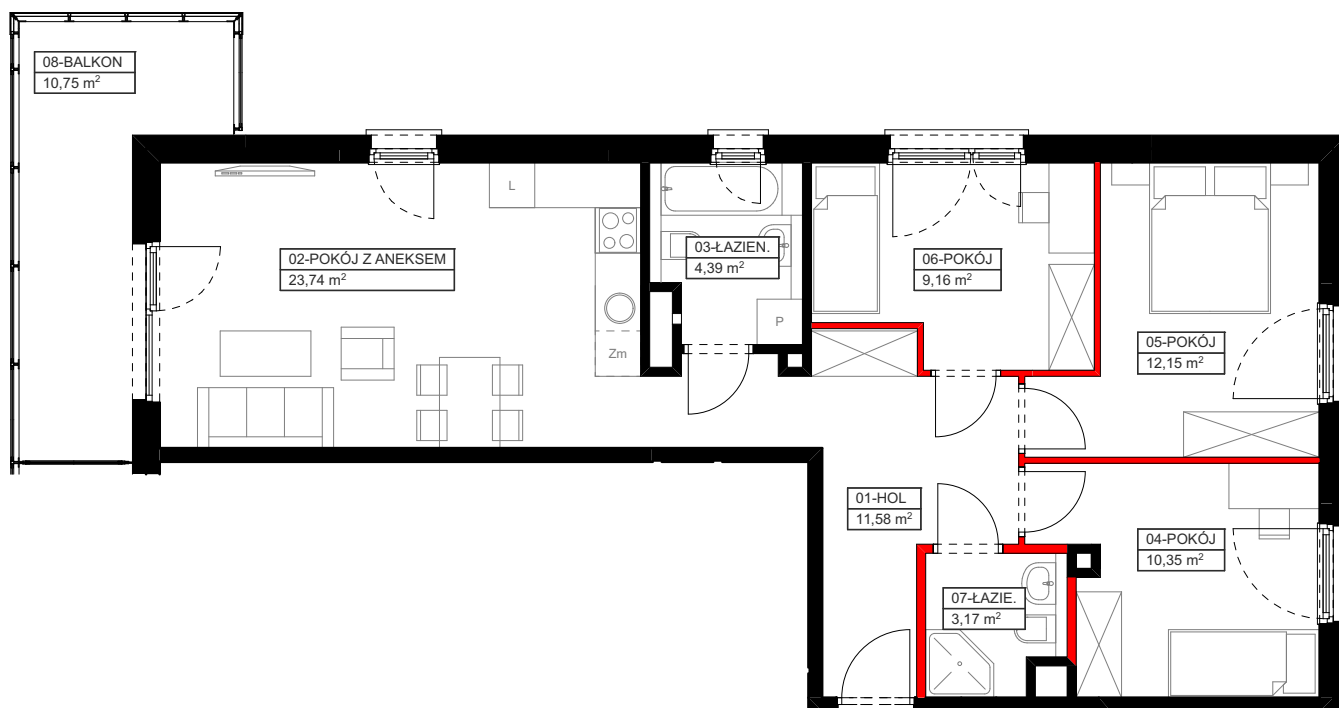 08-BALKON
10,75 m²
L
02-POKÓJ Z ANEKSEM
23,74 m²
03-ŁAZIEN.
4,39 m²
06-POKÓJ
9,16 m²
P
Zm
05-POKÓJ
12,15 m²
01-HOL
11,58 m²
04-POKÓJ
10,35 m²
07-ŁAZIE.
3,17 m²